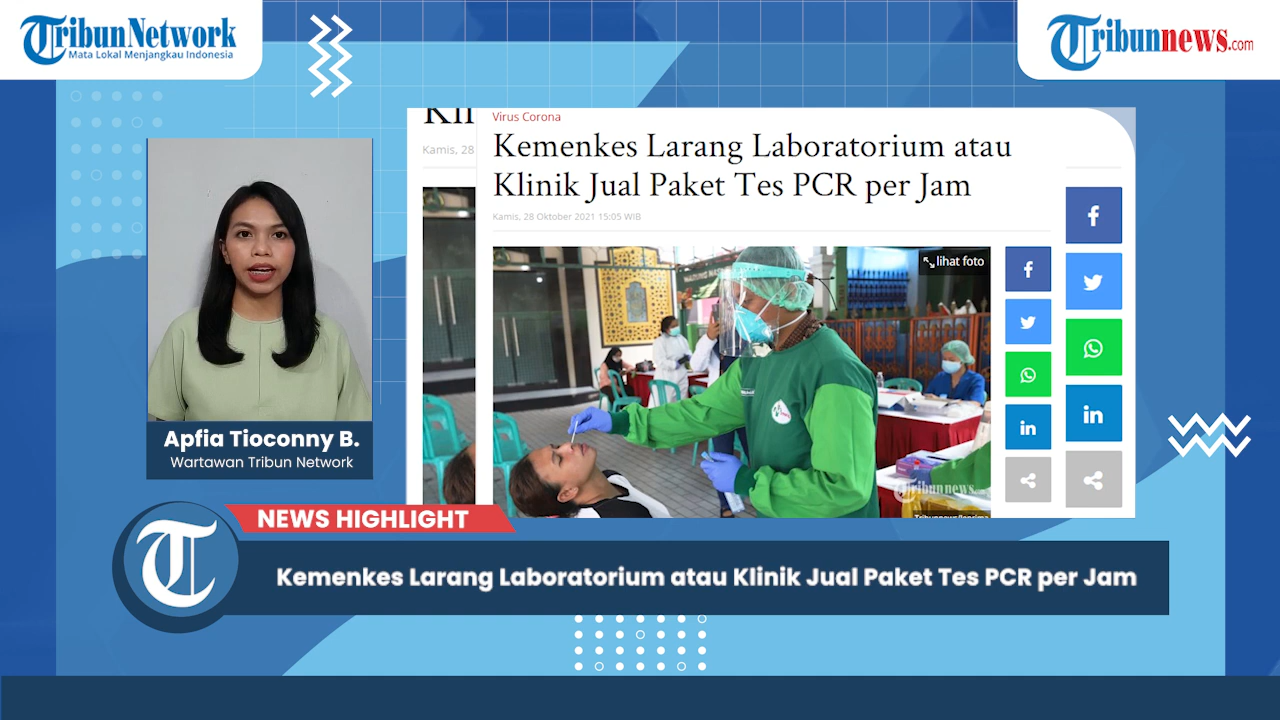 TribunNetwork
Mata Lokal Menjangkau Indonesia
Tribunnews.com
Kli
Kamis, 28
Virus Corona
Kemenkes Larang Laboratorium atau
Klinik Jual Paket Tes PCR per Jam
Kamis, 28 Oktober 2021 15:05 WIB
lihat foto
Tribunnews
Apfia Tioconny B.
Wartawan Tribun Network
NEWS HIGHLIGHT
Kemenkes Larang Laboratorium atau Klinik Jual Paket Tes PCR per Jam